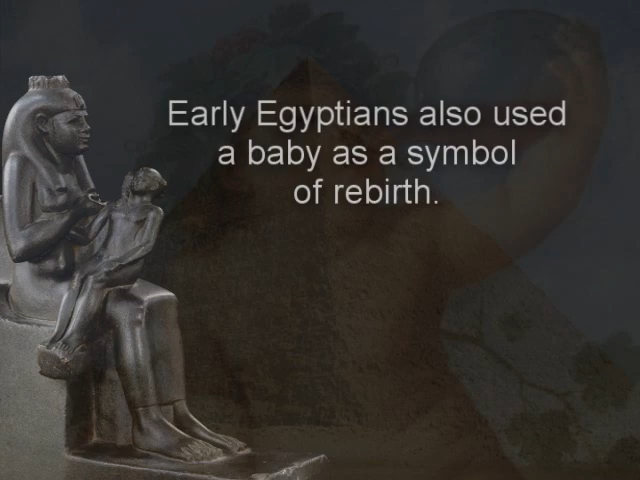 Early Egyptians also used
a baby as a symbol
of rebirth.